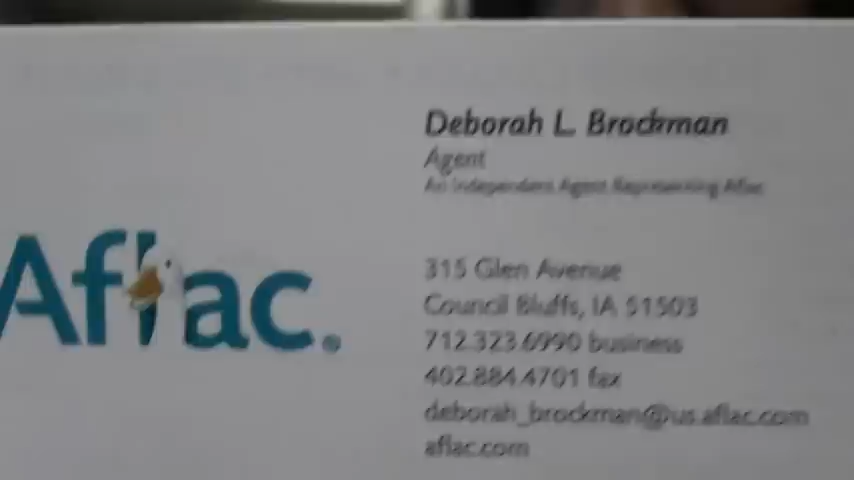 Aflac.
Deborah L. Brockman
Agent
An Independent Agent Representing Aflac
315 Glen Avenue
Council Bluffs, IA 51503
712.323.6990 business
402.884.4701 fax
deborah_brockman@us.aflac.com
aflac.com